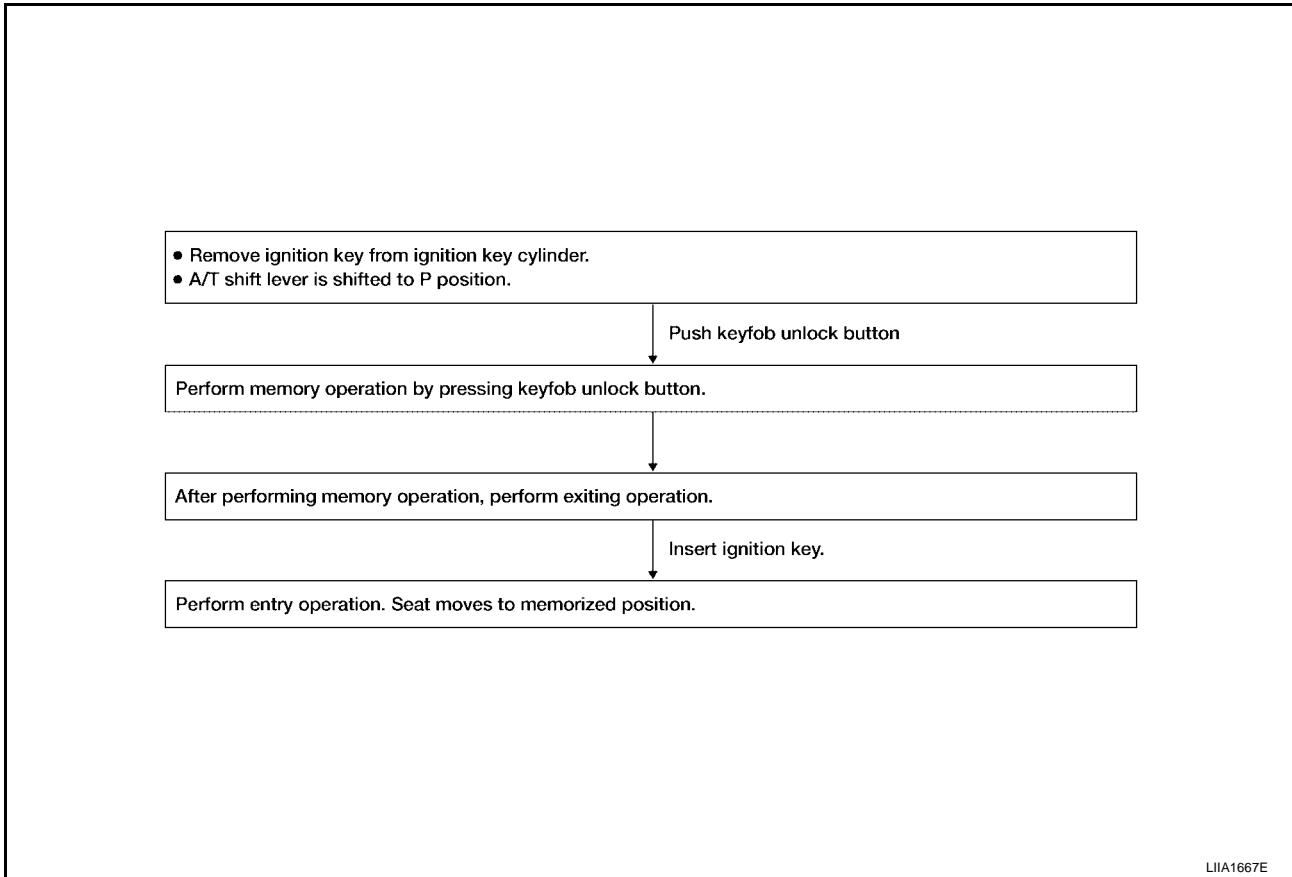 ● Remove ignition key from ignition key cylinder.
● A/T shift lever is shifted to P position.
Push keyfob unlock button
Perform memory operation by pressing keyfob unlock button.
After performing memory operation, perform exiting operation.
Insert ignition key.
Perform entry operation. Seat moves to memorized position.
LIIA1667E